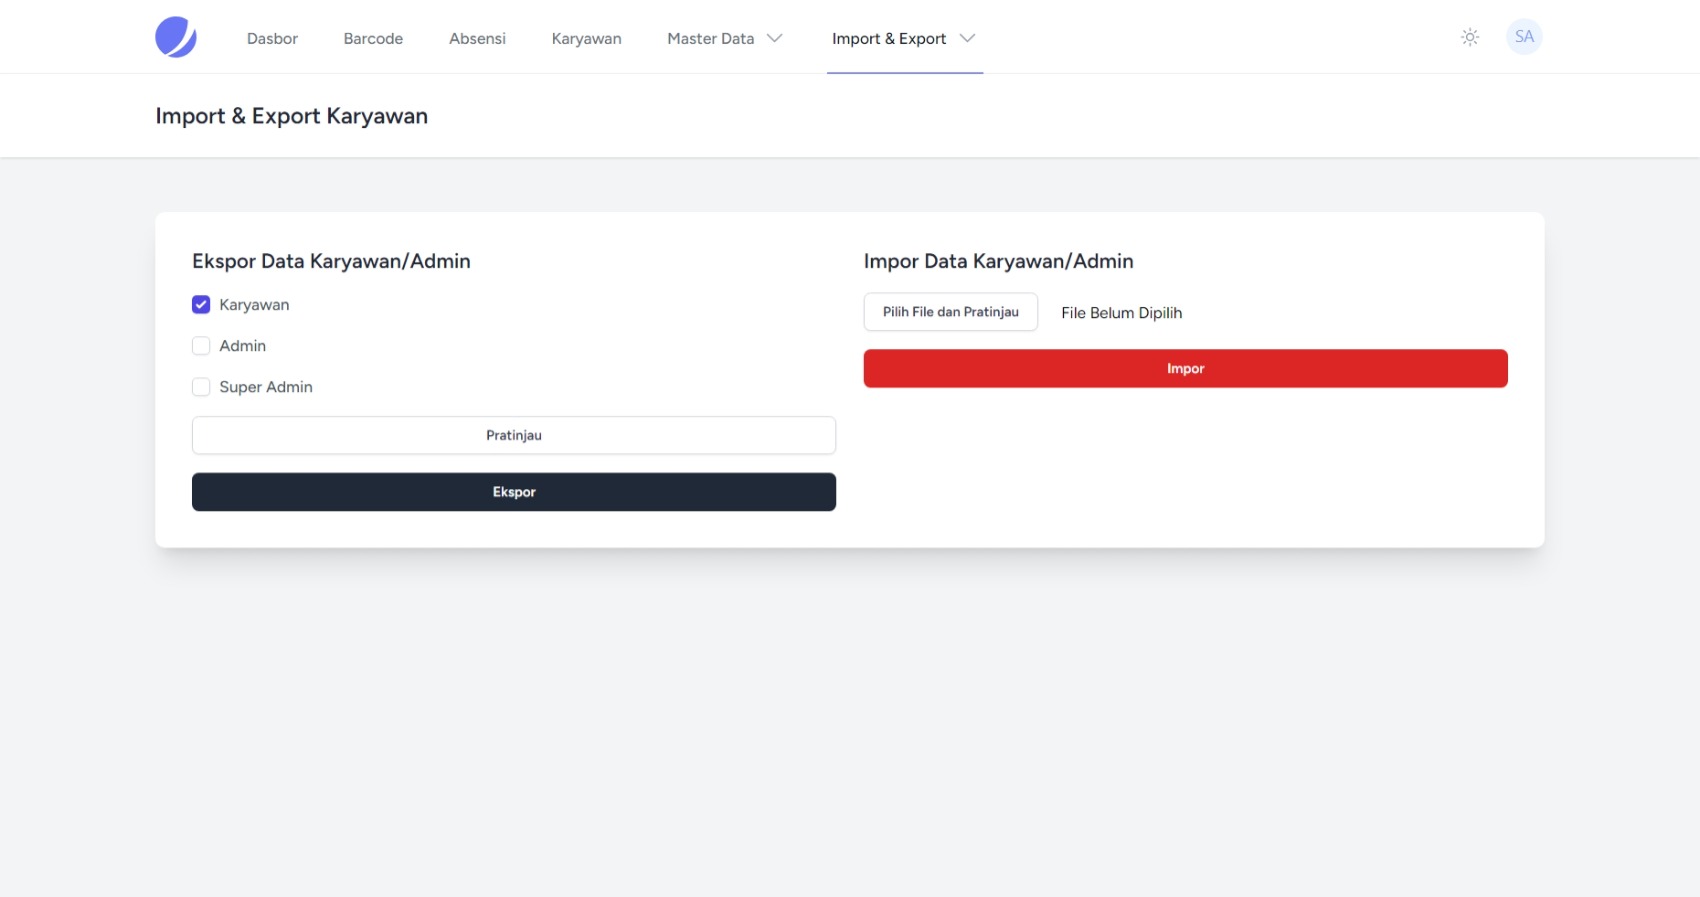 Dasbor Barcode Absensi Karyawan Master Data Import & Export SA
Import & Export Karyawan
Ekspor Data Karyawan/Admin
Karyawan
Admin
Super Admin
Pratinjau
Ekspor
Impor Data Karyawan/Admin
Pilih File dan Pratinjau File Belum Dipilih
Impor